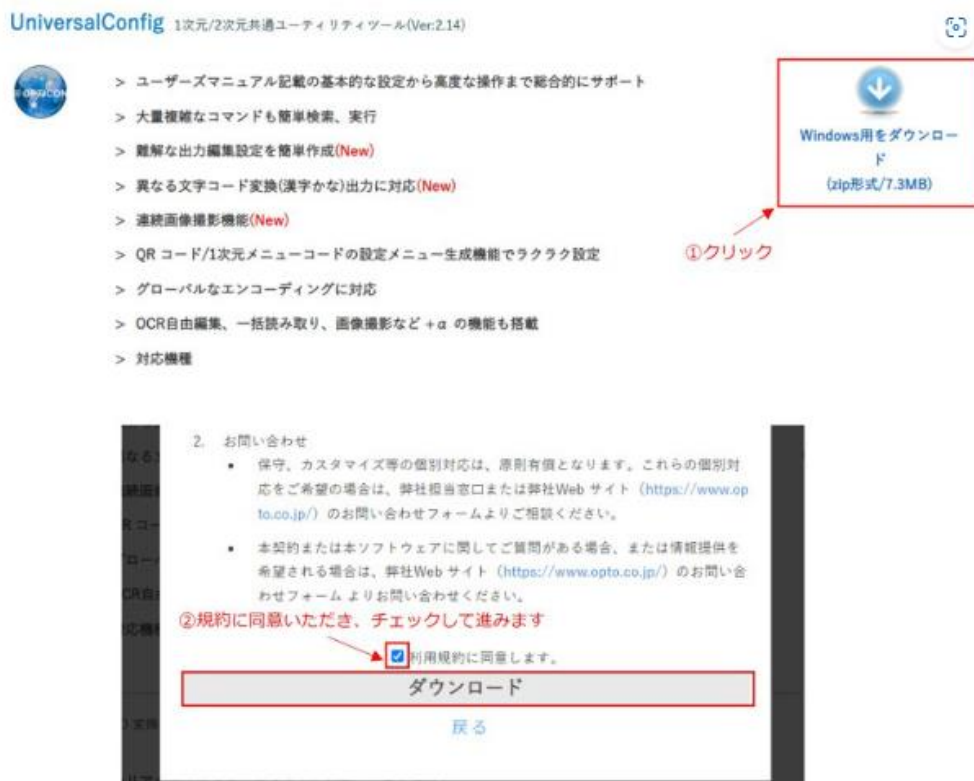 UniversalConfig 1次元/2次元共通ユーティリティツール(Ver:2.14)
OPTICON
> ユーザーズマニュアル記載の基本的な設定から高度な操作まで総合的にサポート
> 大量複雑なコマンドも簡単検索、実行
> 難解な出力編集設定を簡単作成(New)
> 異なる文字コード変換(漢字かな)出力に対応(New)
> 連続画像撮影機能(New)
> QR コード/1次元メニューコードの設定メニュー生成機能でラクラク設定
> グローバルなエンコーディングに対応
> OCR自由編集、一括読み取り、画像撮影など +α の機能も搭載
> 対応機種
Windows用をダウンロー
ド
(zip形式/7.3MB)
①クリック
2. お問い合わせ
▪ 保守、カスタマイズ等の個別対応は、原則有償となります。これらの個別対
応をご希望の場合は、弊社担当窓口または弊社Web サイト（https://www.op
to.co.jp/）のお問い合わせフォームよりご相談ください。
▪ 本契約または本ソフトウェアに関してご質問がある場合、または情報提供を
希望される場合は、弊社Web サイト（https://www.opto.co.jp/）のお問い合
わせフォーム よりお問い合わせください。
②規約に同意いただき、チェックして進みます
利用規約に同意します。
ダウンロード
戻る